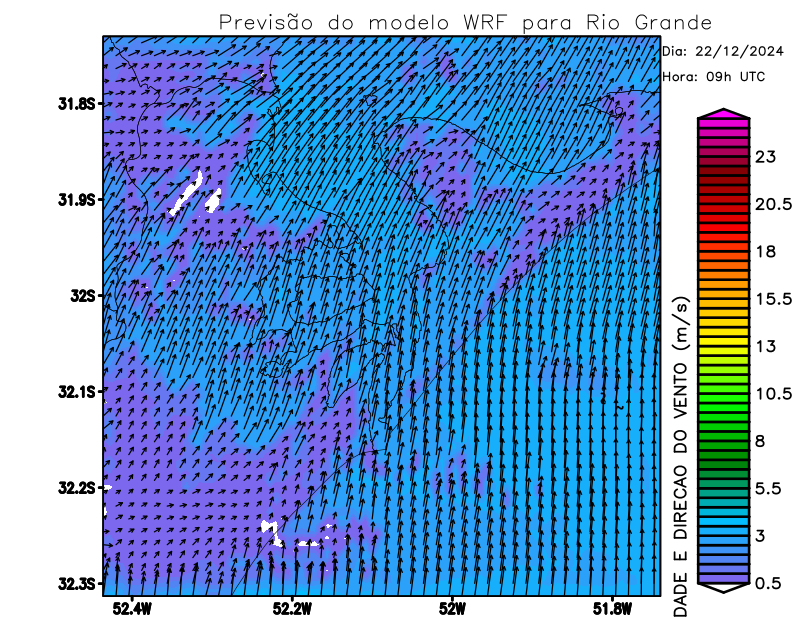 Previsão do modelo WRF para Rio Grande
Dia: 22/12/2024
Hora: 09h UTC
31.8S
31.9S
32S
32.1S
32.2S
32.3S
52.4W
52.2W
52W
51.8W
23
20.5
18
15.5
13
10.5
8
5.5
3
0.5
DADE E DIRECAO DO VENTO (m/s)